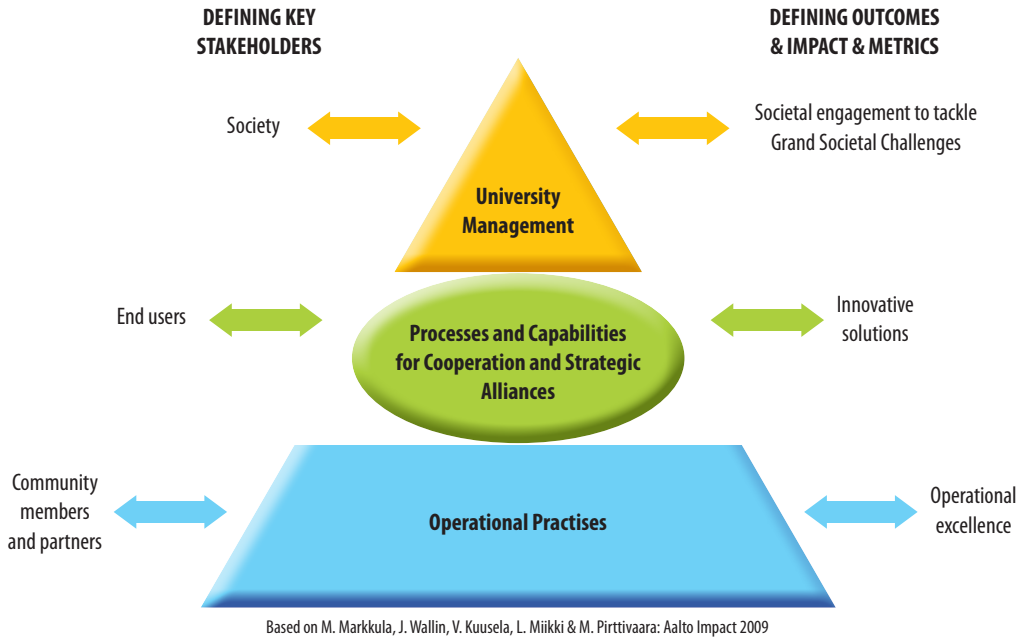 DEFINING KEY
STAKEHOLDERS
DEFINING OUTCOMES
& IMPACT & METRICS
Society
University
Management
Societal engagement to tackle
Grand Societal Challenges
End users
Processes and Capabilities
for Cooperation and Strategic
Alliances
Innovative
solutions
Community
members
and partners
Operational Practises
Operational
excellence
Based on M. Markkula, J. Wallin, V. Kuusela, L. Miikki & M. Pirttivaara: Aalto Impact 2009